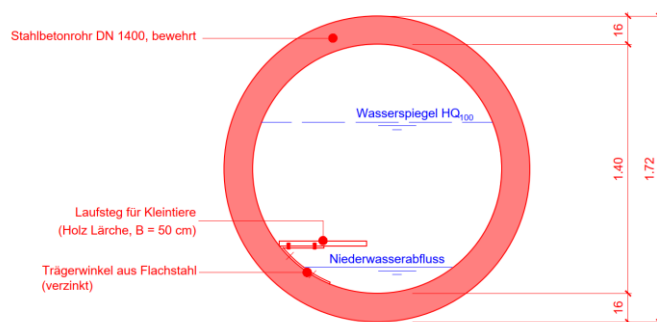 Stahlbetonrohr DN 1400, bewehrt
16
Wasserspiegel HQ100
1.40
1.72
Laufsteg für Kleintiere
(Holz Lärche, B = 50 cm)
Niederwasserabfluss
Trägerwinkel aus Flachstahl
(verzinkt)
16